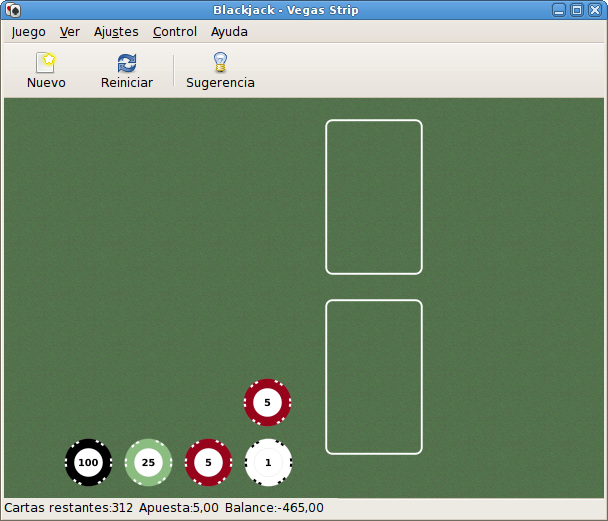 Blackjack - Vegas Strip
Juego Ver Ajustes Control Ayuda
Nuevo Reiniciar Sugerencia
5
100 25 5 1
Cartas restantes:312 Apuesta:5,00 Balance:-465,00